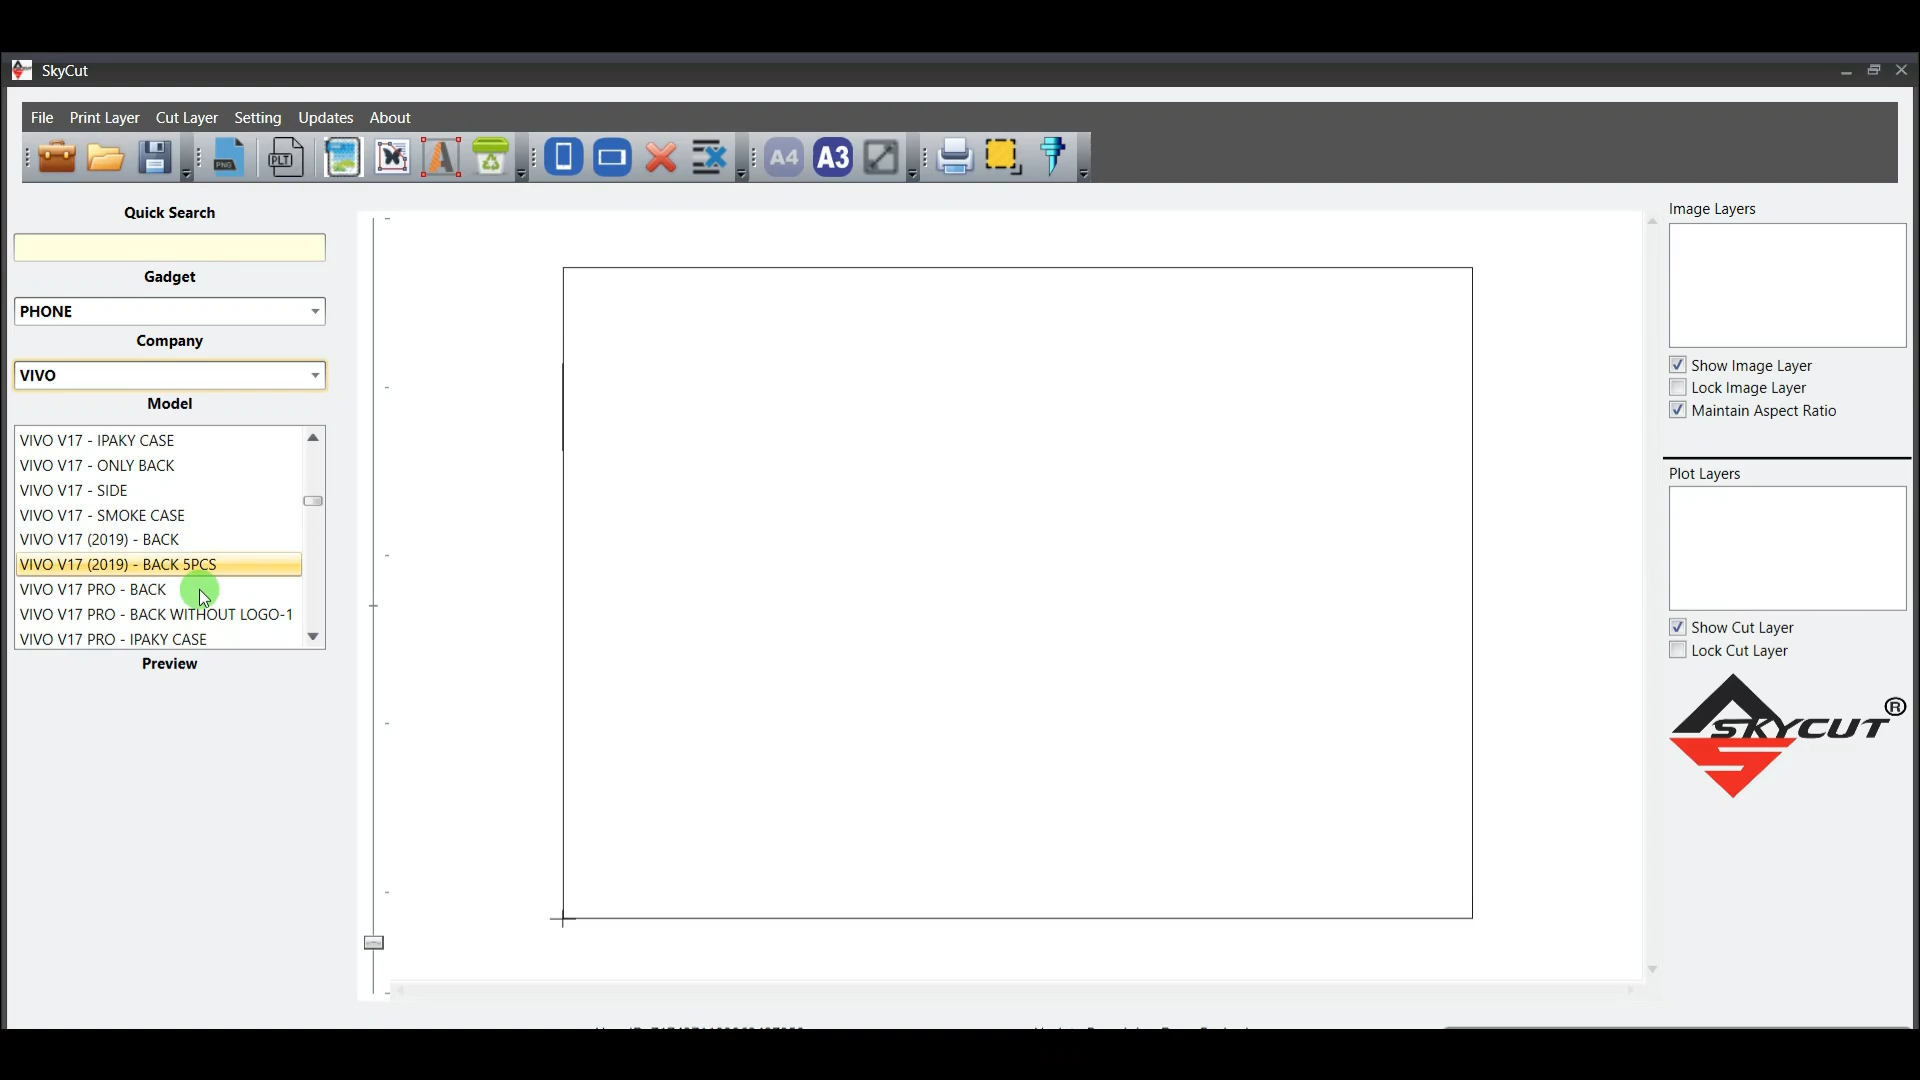 SkyCut
File Print Layer Cut Layer Setting Updates About
PNG PLT A4 A3
Quick Search
Gadget
PHONE
Company
VIVO
Model
VIVO V17 - IPAKY CASE
VIVO V17 - ONLY BACK
VIVO V17 - SIDE
VIVO V17 - SMOKE CASE
VIVO V17 (2019) - BACK
VIVO V17 (2019) - BACK 5PCS
VIVO V17 PRO - BACK
VIVO V17 PRO - BACK WITHOUT LOGO-1
VIVO V17 PRO - IPAKY CASE
Preview
Image Layers
Show Image Layer
Lock Image Layer
Maintain Aspect Ratio
Plot Layers
Show Cut Layer
Lock Cut Layer
SKYCUT ®